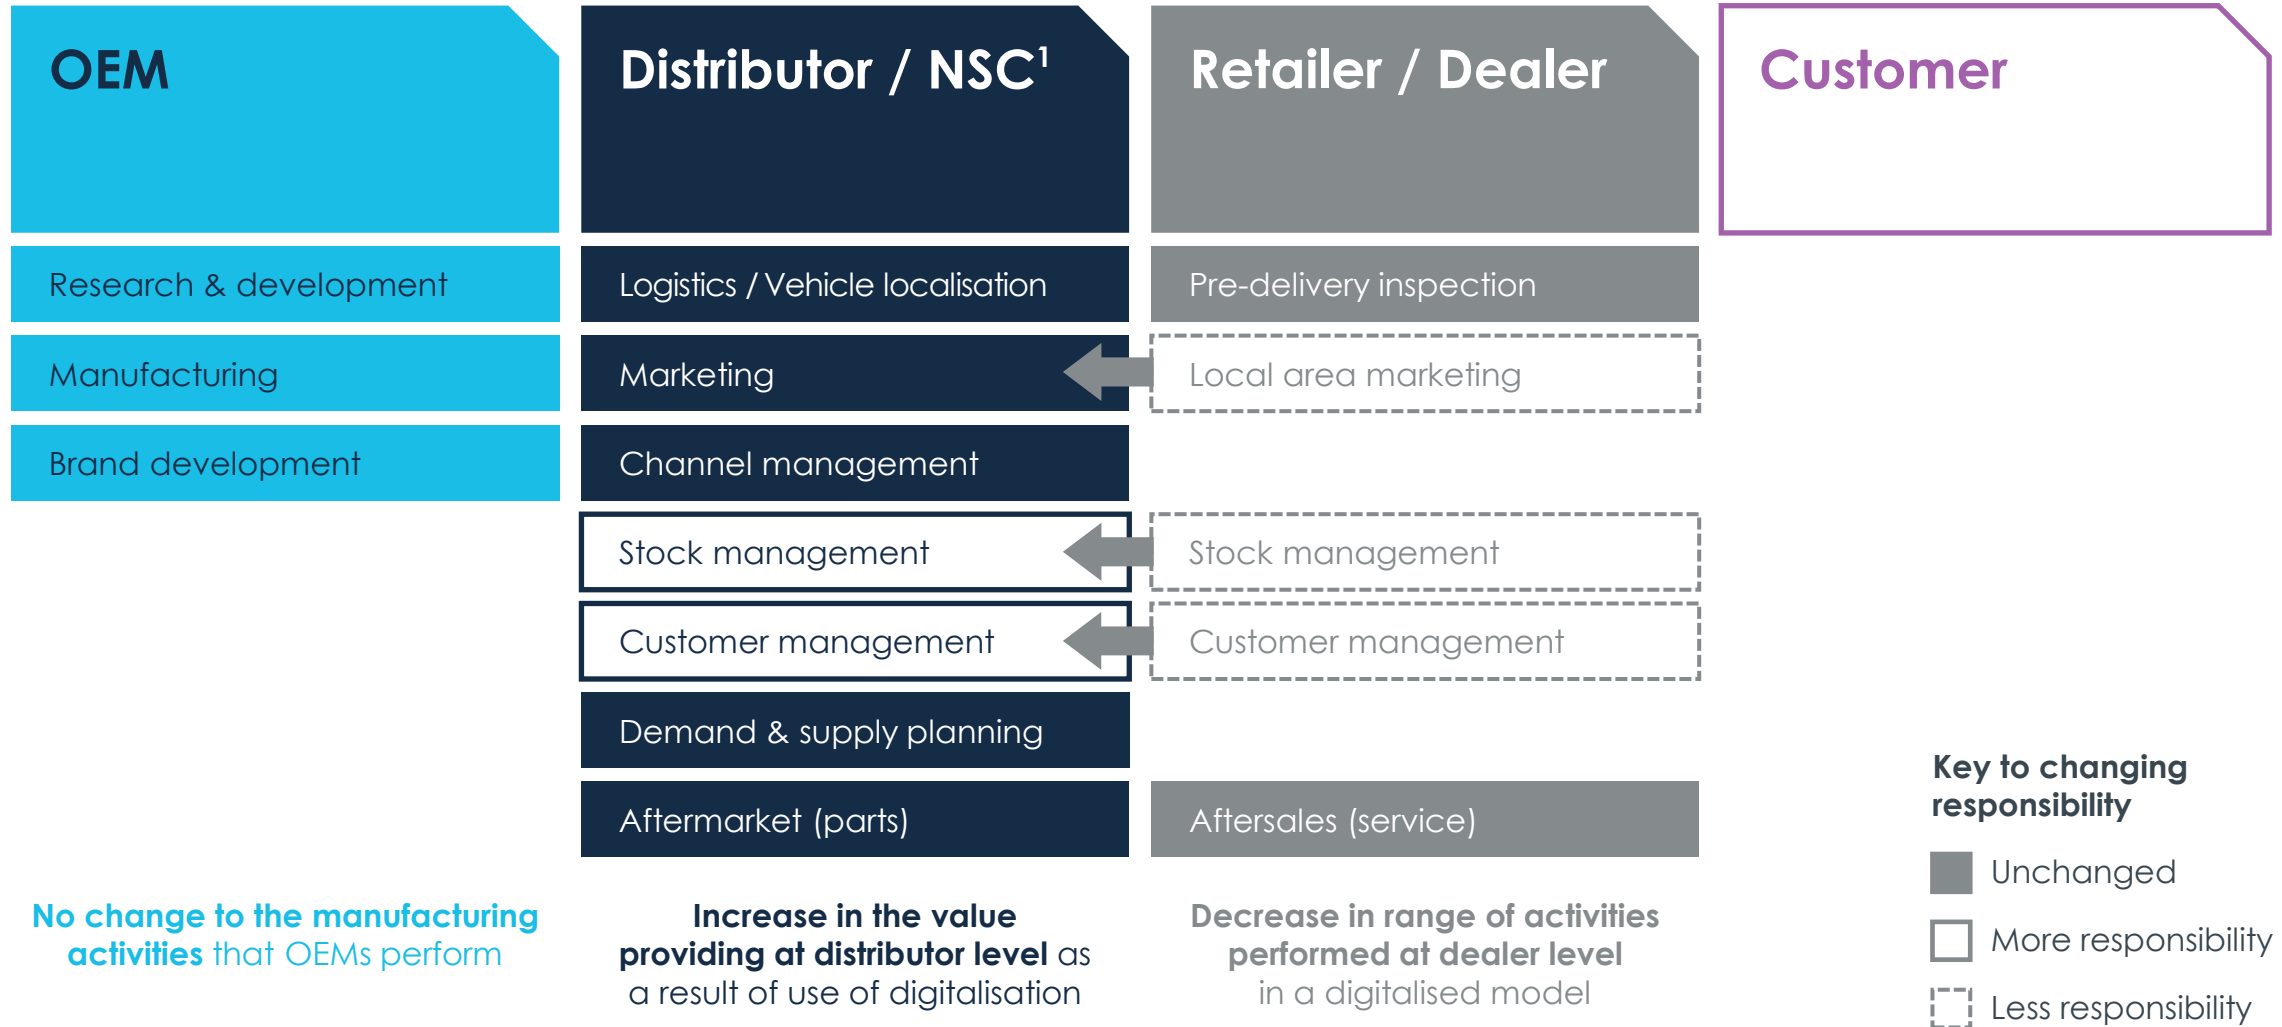 OEM
Distributor / NSC¹
Retailer / Dealer
Customer
Research & development
Logistics / Vehicle localisation
Pre-delivery inspection
Manufacturing
Marketing
Local area marketing
Brand development
Channel management
Stock management
Stock management
Customer management
Customer management
Demand & supply planning
Aftermarket (parts)
Aftersales (service)
No change to the manufacturing
activities that OEMs perform
Increase in the value
providing at distributor level as
a result of use of digitalisation
Decrease in range of activities
performed at dealer level
in a digitalised model
Key to changing
responsibility
Unchanged
More responsibility
Less responsibility